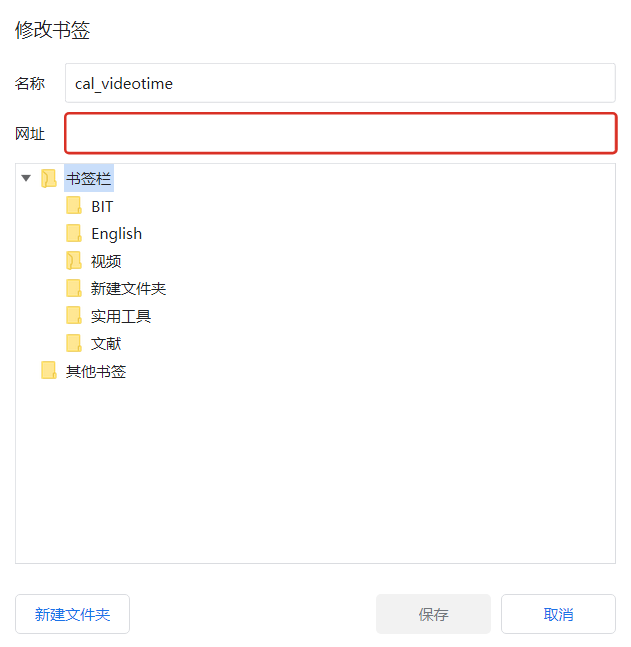 修改书签
名称 cal_videotime
网址
书签栏
BIT
English
视频
新建文件夹
实用工具
文献
其他书签
新建文件夹 保存 取消